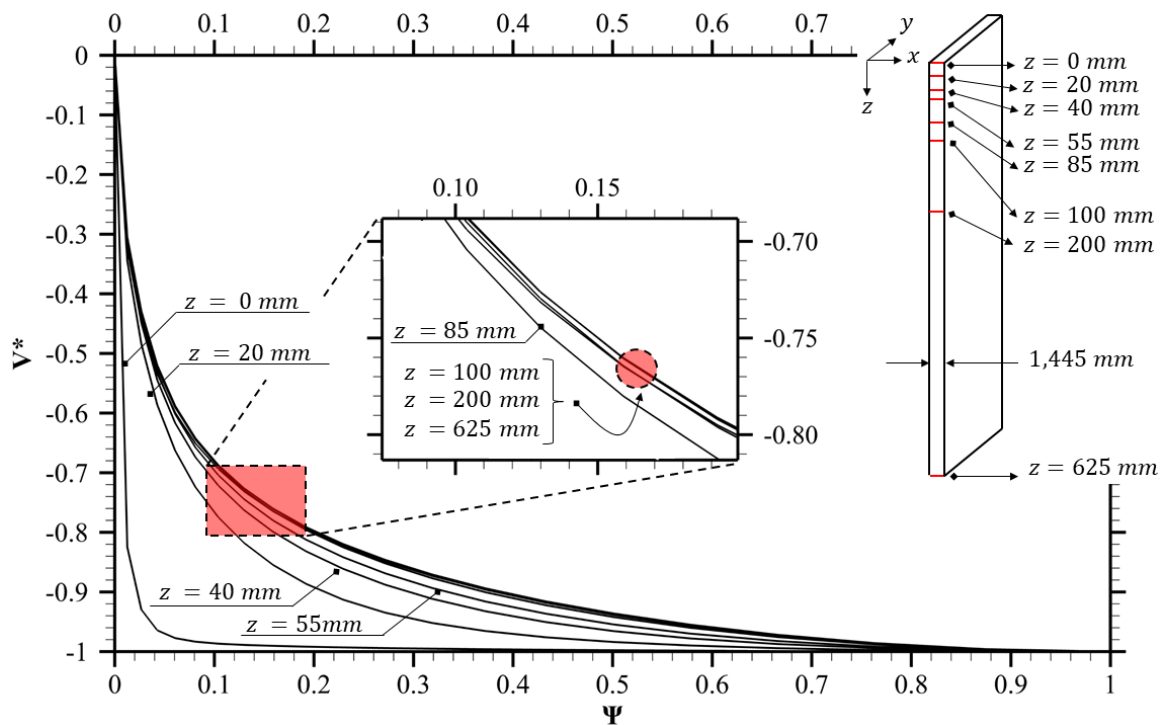 0 0.1 0.2 0.3 0.4 0.5 0.6 0.7
y
x
z
z = 0 mm
z = 20 mm
z = 40 mm
z = 55 mm
z = 85 mm
z = 100 mm
z = 200 mm
1,445 mm
z = 625 mm
0
-0.1
-0.2
-0.3
-0.4
-0.5
-0.6
-0.7
-0.8
-0.9
-1
V*
z = 0 mm
z = 20 mm
0.10 0.15
-0.70
-0.75
-0.80
z = 85 mm
z = 100 mm
z = 200 mm
z = 625 mm
z = 40 mm
z = 55mm
0 0.1 0.2 0.3 0.4 0.5 0.6 0.7 0.8 0.9 1
Ψ